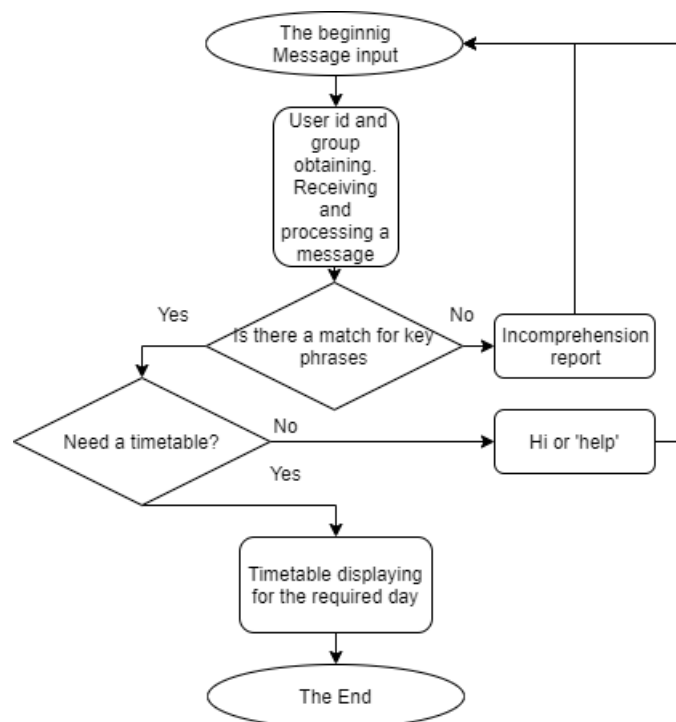 The beginnig
Message input
User id and
group
obtaining.
Receiving
and
processing a
message
Yes
Is there a match for key
phrases
No
Incomprehension
report
Need a timetable?
No
Hi or 'help'
Yes
Timetable displaying
for the required day
The End